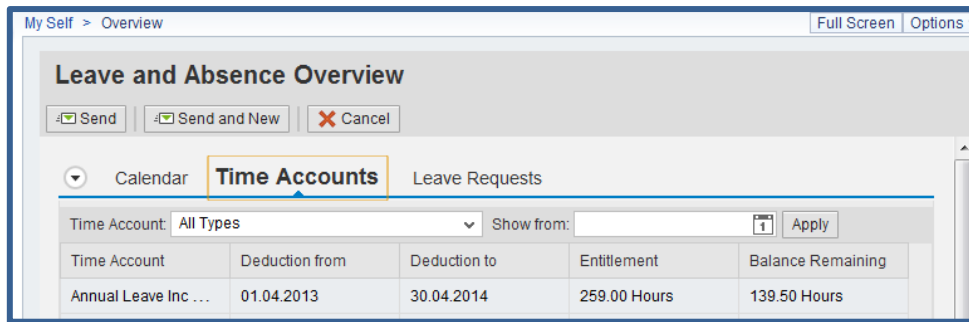 My Self > Overview Full Screen Options
Leave and Absence Overview
Send Send and New Cancel
Calendar Time Accounts Leave Requests
Time Account: All Types Show from: 1 Apply
Time Account Deduction from Deduction to Entitlement Balance Remaining
Annual Leave Inc ... 01.04.2013 30.04.2014 259.00 Hours 139.50 Hours